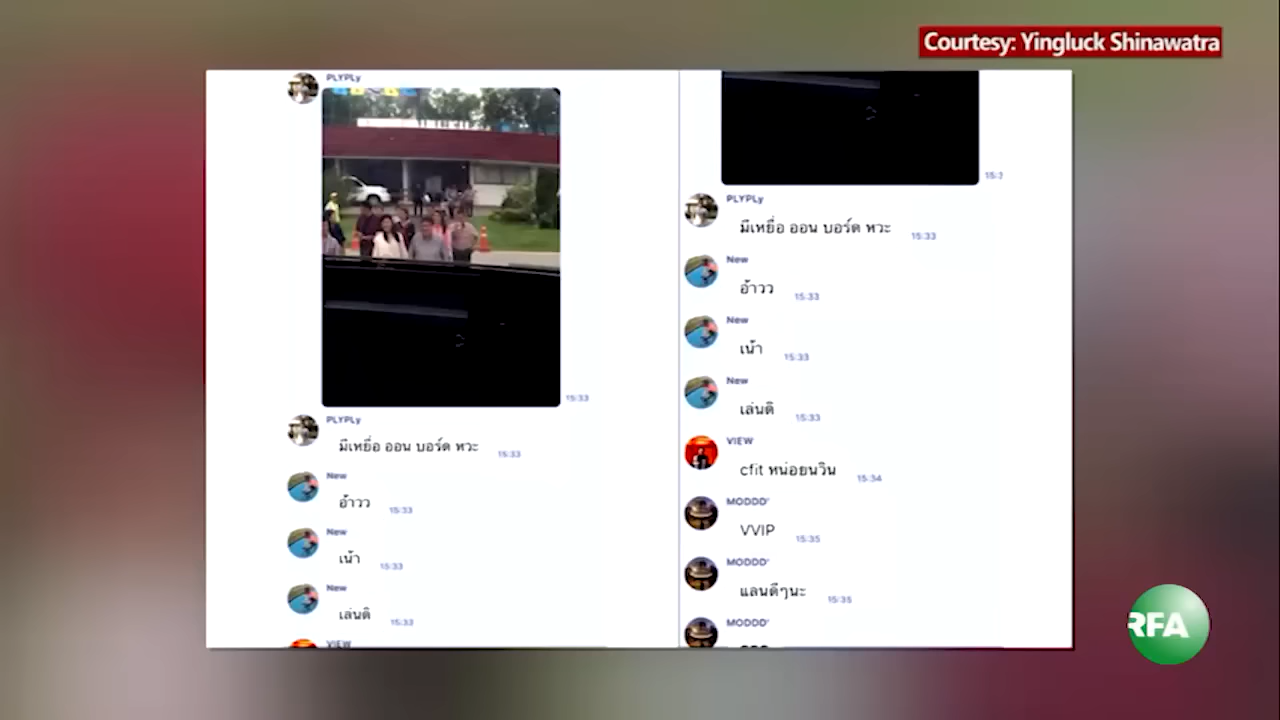 Courtesy: Yingluck Shinawatra
PLYPLy
15:33
PLYPLy
มีเหยื่อ ออน บอร์ด หวะ 15:33
New
อ้าวว 15:33
New
เน้า 15:33
New
เล่นดิ 15:33
VIEW
PLYPLy
มีเหยื่อ ออน บอร์ด หวะ 15:33
New
อ้าวว 15:33
New
เน้า 15:33
New
เล่นดิ 15:33
VIEW
cfit หน่อยนวิน 15:34
MODDD'
VVIP 15:35
MODDD'
แลนดีๆนะ 15:35
MODDD'
RFA